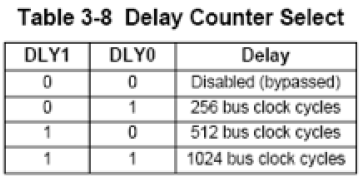 Table 3-8 Delay Counter Select
DLY1 DLY0 Delay
0 0 Disabled (bypassed)
0 1 256 bus clock cycles
1 0 512 bus clock cycles
1 1 1024 bus clock cycles